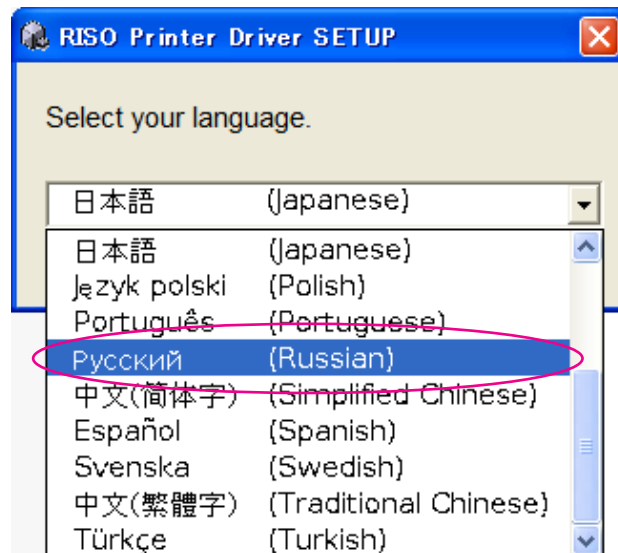 RISO Printer Driver SETUP
Select your language.
日本語 (Japanese)
日本語 (Japanese)
Język polski (Polish)
Português (Portuguese)
Русский (Russian)
中文(简体字) (Simplified Chinese)
Español (Spanish)
Svenska (Swedish)
中文(繁體字) (Traditional Chinese)
Türkçe (Turkish)